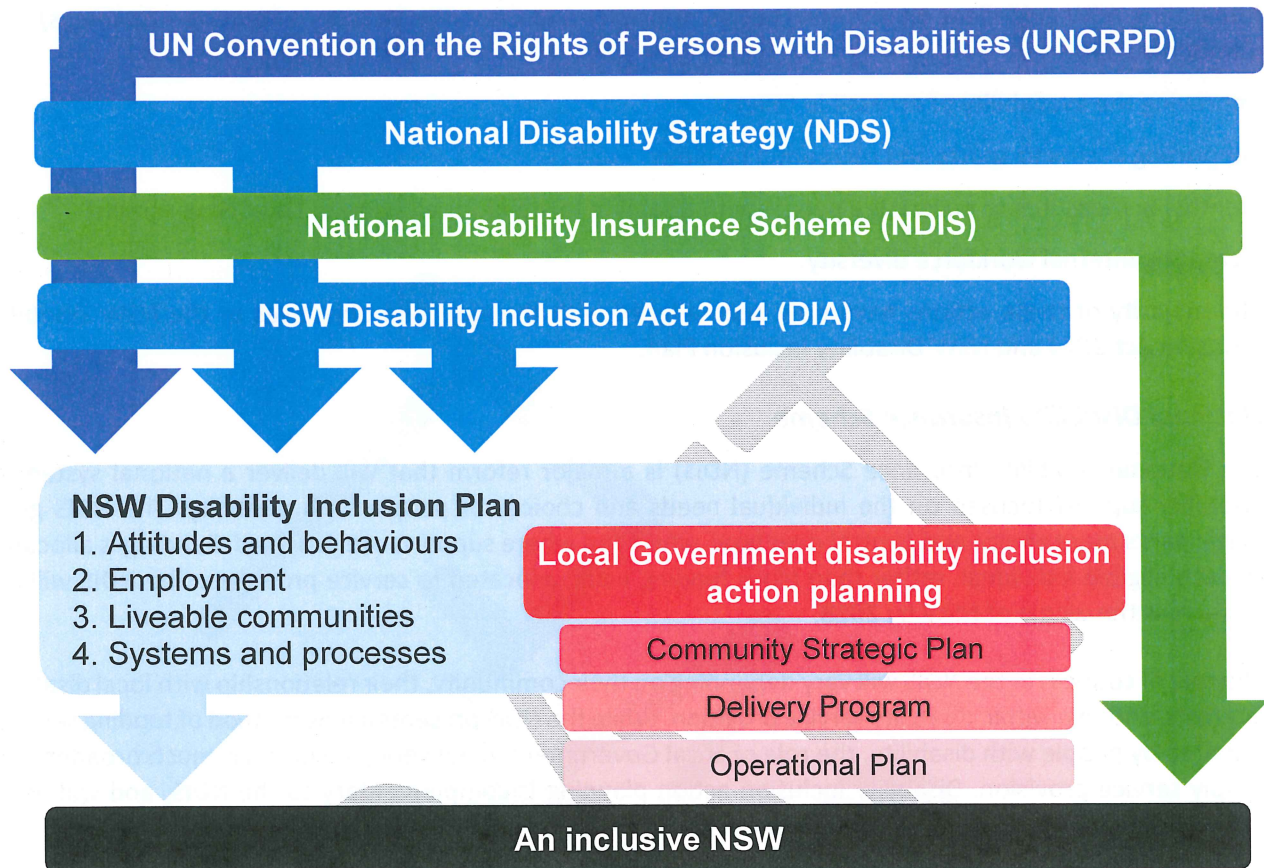 UN Convention on the Rights of Persons with Disabilities (UNCRPD)
National Disability Strategy (NDS)
National Disability Insurance Scheme (NDIS)
NSW Disability Inclusion Act 2014 (DIA)
NSW Disability Inclusion Plan
1. Attitudes and behaviours
2. Employment
3. Liveable communities
4. Systems and processes
Local Government disability inclusion
action planning
Community Strategic Plan
Delivery Program
Operational Plan
An inclusive NSW